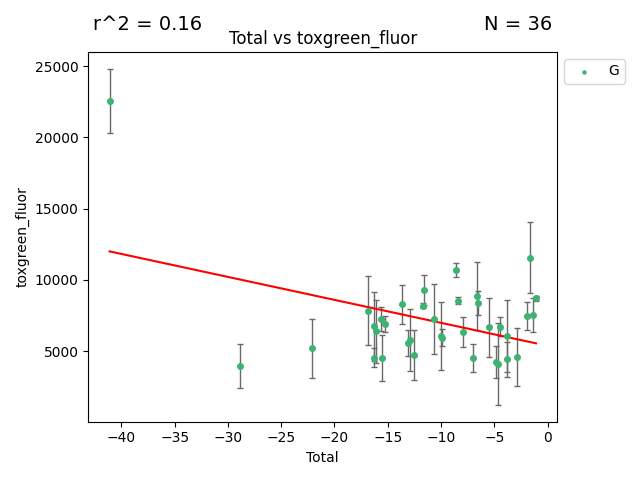 r^2 = 0.16
N = 36
Total vs toxgreen_fluor
G
25000
20000
15000
10000
5000
toxgreen_fluor
−40 −35 −30 −25 −20 −15 −10 −5 0
Total